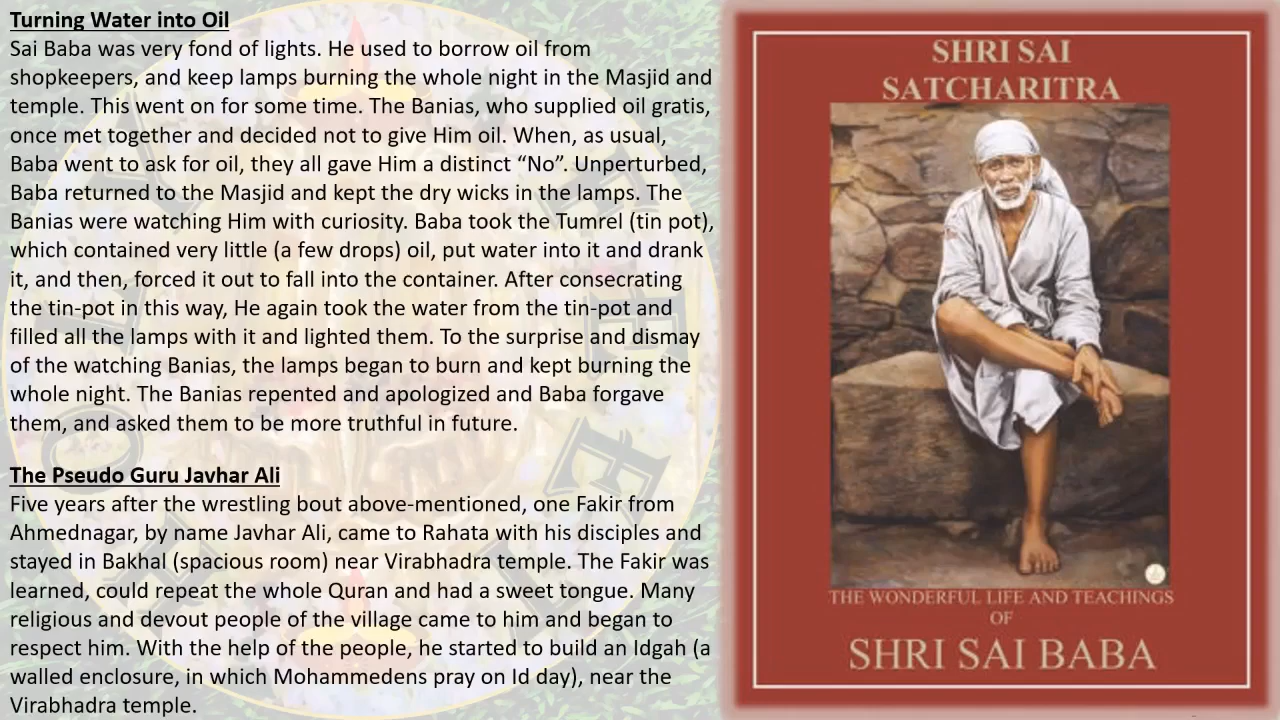 Turning Water into Oil
Sai Baba was very fond of lights. He used to borrow oil from
shopkeepers, and keep lamps burning the whole night in the Masjid and
temple. This went on for some time. The Banias, who supplied oil gratis,
once met together and decided not to give Him oil. When, as usual,
Baba went to ask for oil, they all gave Him a distinct “No”. Unperturbed,
Baba returned to the Masjid and kept the dry wicks in the lamps. The
Banias were watching Him with curiosity. Baba took the Tumrel (tin pot),
which contained very little (a few drops) oil, put water into it and drank
it, and then, forced it out to fall into the container. After consecrating
the tin-pot in this way, He again took the water from the tin-pot and
filled all the lamps with it and lighted them. To the surprise and dismay
of the watching Banias, the lamps began to burn and kept burning the
whole night. The Banias repented and apologized and Baba forgave
them, and asked them to be more truthful in future.
The Pseudo Guru Javhar Ali
Five years after the wrestling bout above-mentioned, one Fakir from
Ahmednagar, by name Javhar Ali, came to Rahata with his disciples and
stayed in Bakhal (spacious room) near Virabhadra temple. The Fakir was
learned, could repeat the whole Quran and had a sweet tongue. Many
religious and devout people of the village came to him and began to
respect him. With the help of the people, he started to build an Idgah (a
walled enclosure, in which Mohammedens pray on Id day), near the
Virabhadra temple.
SHRI SAI
SATCHARITRA
THE WONDERFUL LIFE AND TEACHINGS
OF
SHRI SAI BABA